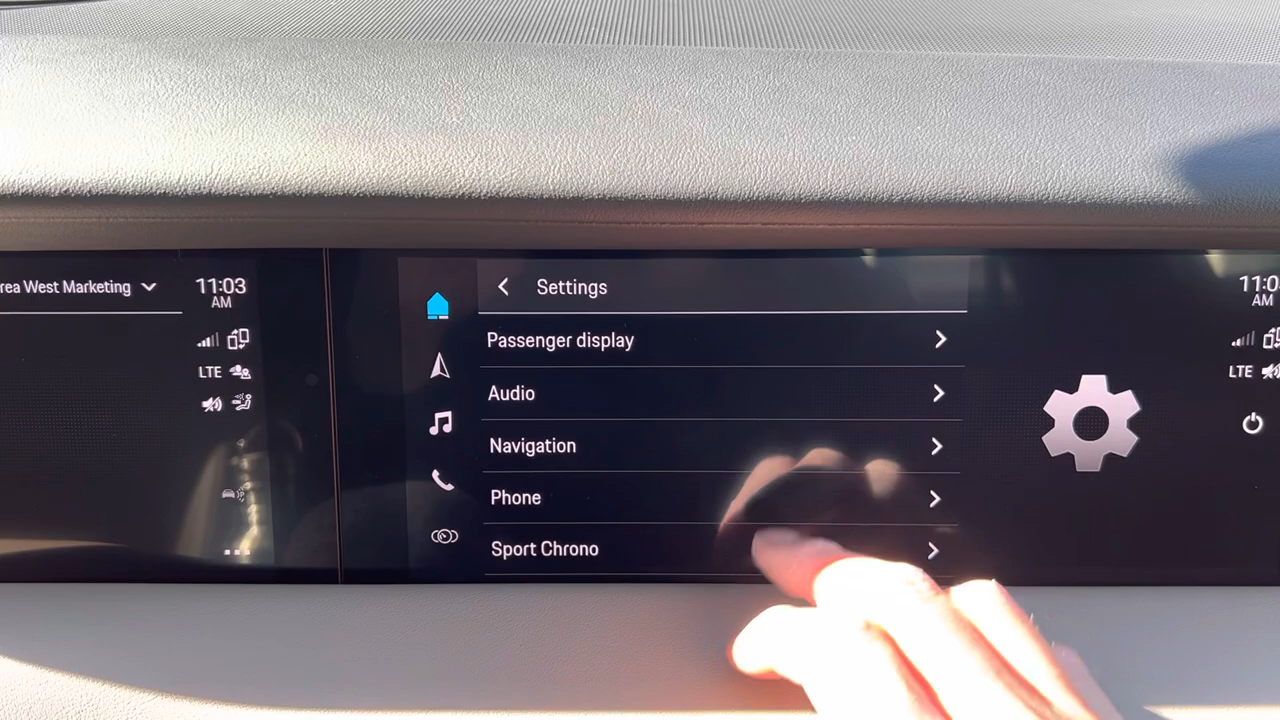 rea West Marketing
11:03
AM
LTE
Settings
Passenger display
Audio
Navigation
Phone
Sport Chrono
11:0
AM
LTE